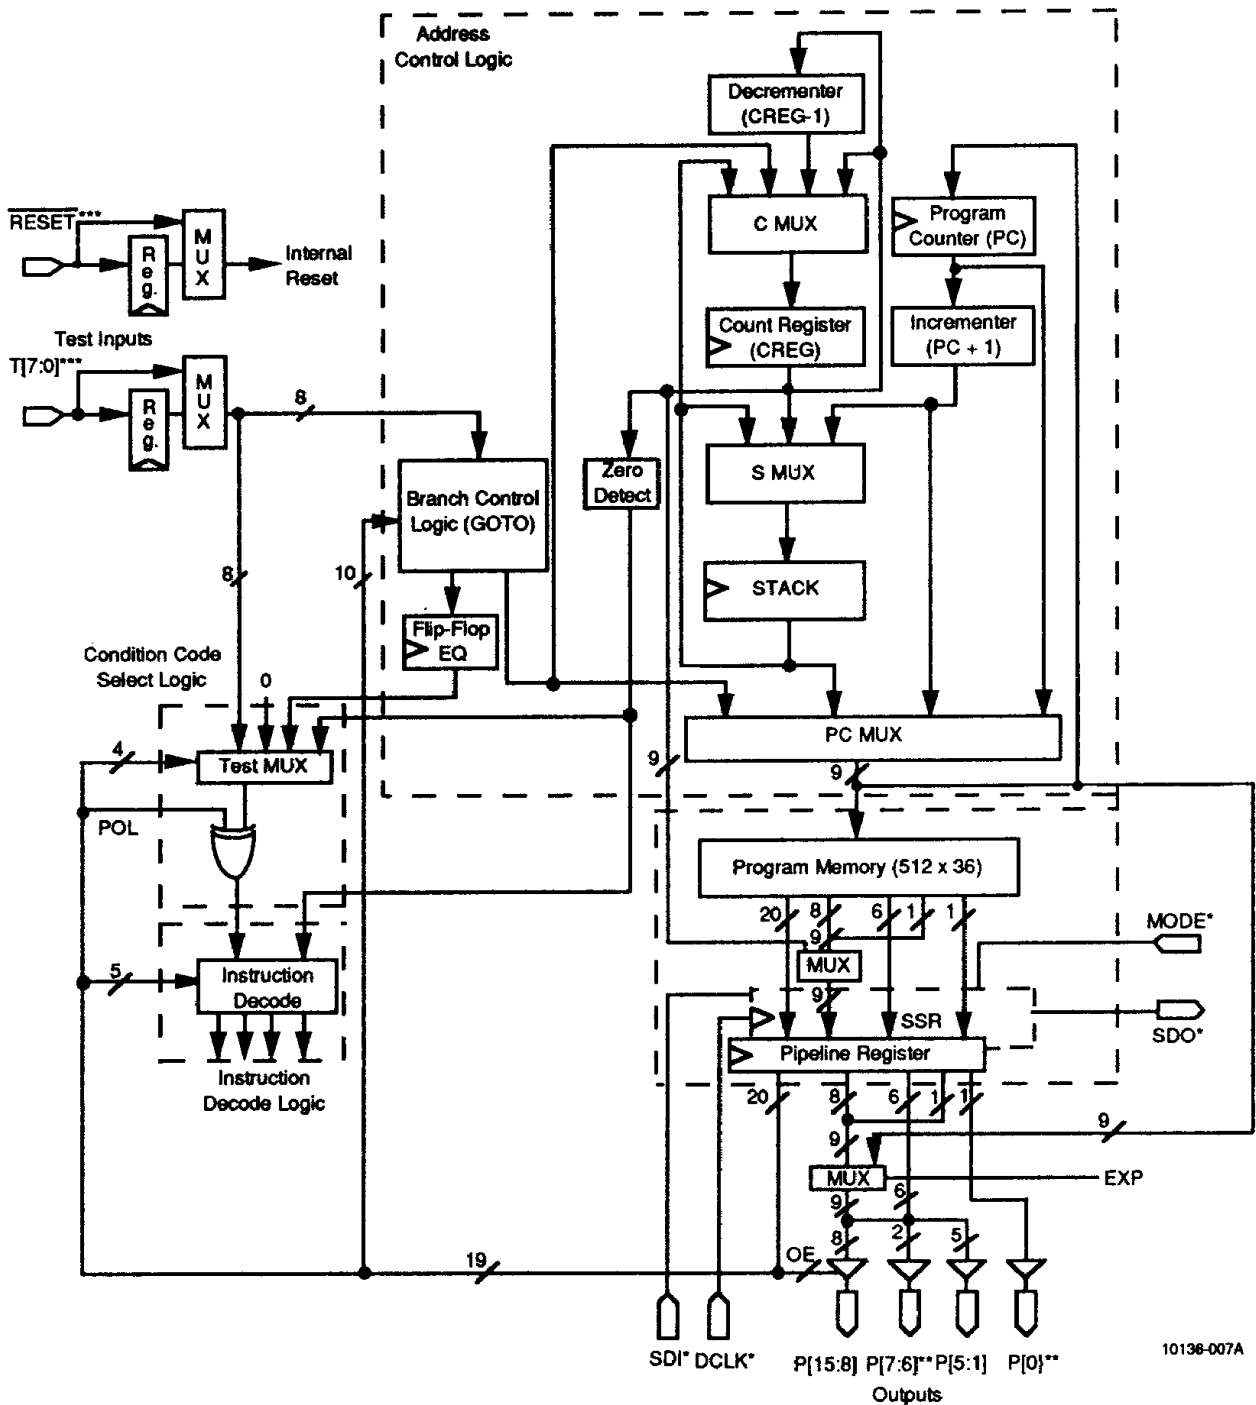 Address
Control Logic
Decrementer
(CREG-1)
RESET***
Reg.
MUX
Internal
Reset
C MUX
Program
Counter (PC)
Test Inputs
T[7:0]***
Reg.
MUX
8
Count Register
(CREG)
Incrementer
(PC + 1)
Branch Control
Logic (GOTO)
Zero
Detect
S MUX
8
10
STACK
Flip-Flop
EQ
Condition Code
Select Logic
0
4
Test MUX
PC MUX
9
9
POL
Program Memory (512 x 36)
20
8
6
1
1
9
MODE*
MUX
5
Instruction
Decode
9
SSR
SDO*
Pipeline Register
Instruction
Decode Logic
20
8
6
1
1
9
9
MUX
EXP
9
6
8
2
5
19
OE
SDI*
DCLK*
P[15:8]
P[7:6]**
P[5:1]
P[0}**
Outputs
10136-007A